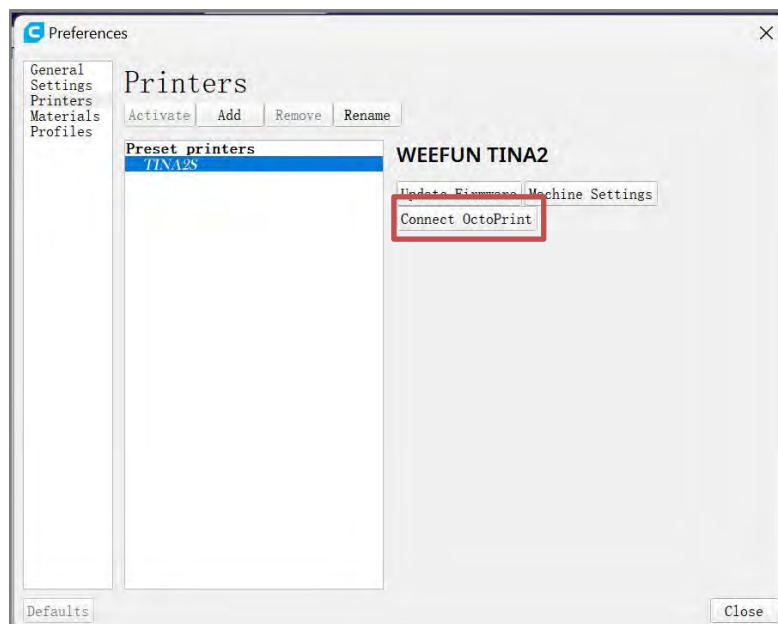 Preferences
General
Settings
Printers
Materials
Profiles
Printers
Activate Add Remove Rename
Preset printers
TINA2S
WEEFUN TINA2
Update Firmware Machine Settings
Connect OctoPrint
Defaults
Close